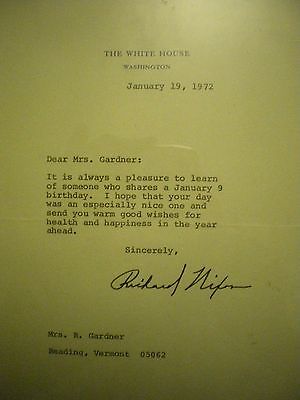 THE WHITE HOUSE
WASHINGTON
January 19, 1972
Dear Mrs. Gardner:
It is always a pleasure to learn
of someone who shares a January 9
birthday. I hope that your day
was an especially nice one and
send you warm good wishes for
health and happiness in the year
ahead.
Sincerely,
Richard Nixon
Mrs. R. Gardner
Reading, Vermont 05062